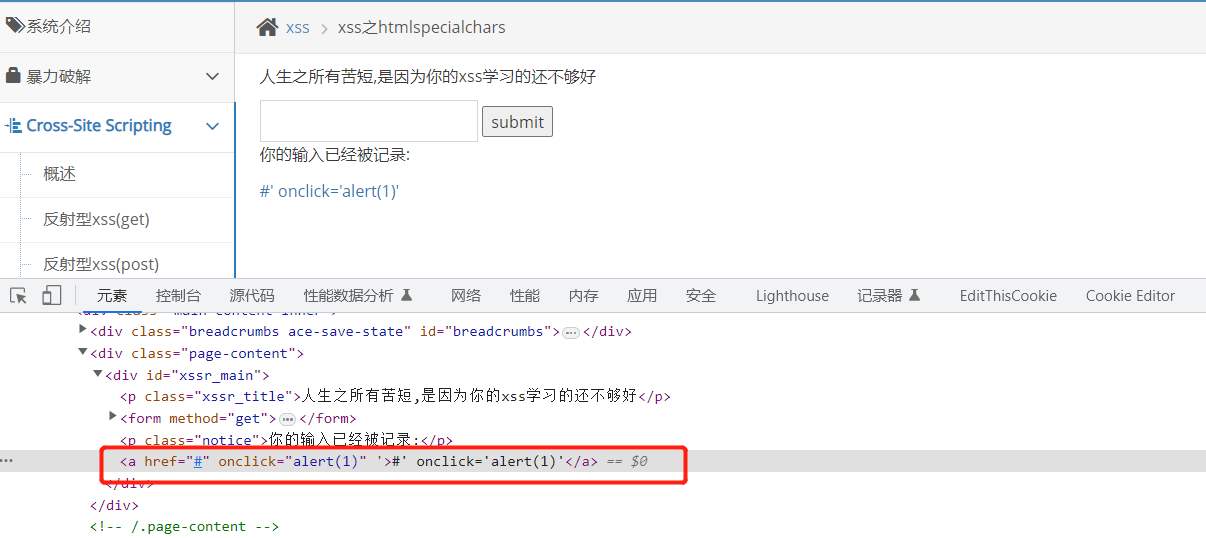 系统介绍
xss
xss之htmlspecialchars
暴力破解
人生之所有苦短,是因为你的xss学习的还不够好
submit
Cross-Site Scripting
你的输入已经被记录:
概述
#' onclick='alert(1)'
反射型xss(get)
反射型xss(post)
元素 控制台 源代码 性能数据分析 网络 性能 内存 应用 安全 Lighthouse 记录器 EditThisCookie Cookie Editor
<div class="main-content-inner">
<div class="breadcrumbs ace-save-state" id="breadcrumbs">…</div>
<div class="page-content">
<div id="xssr_main">
<p class="xssr_title">人生之所有苦短,是因为你的xss学习的还不够好</p>
<form method="get">…</form>
<p class="notice">你的输入已经被记录:</p>
<a href="#" onclick="alert(1)" '>#' onclick='alert(1)'</a> == $0
</div>
</div>
<!-- /.page-content -->